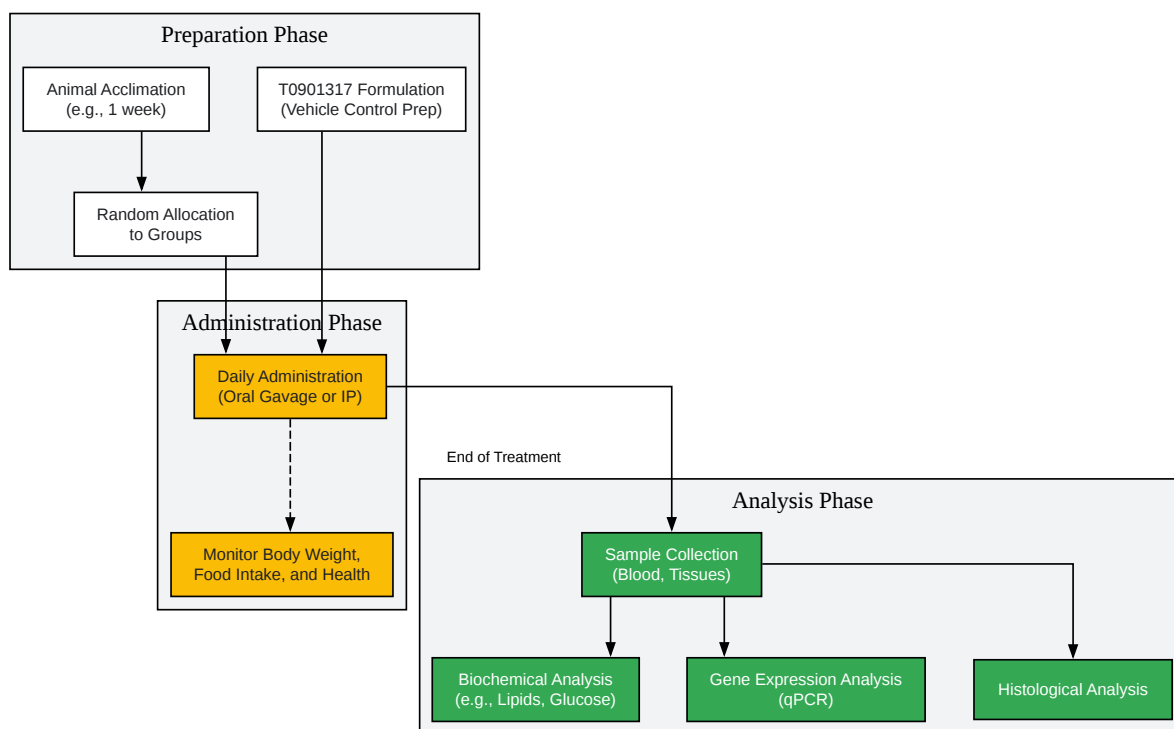 Preparation Phase
Animal Acclimation
(e.g., 1 week)
T0901317 Formulation
(Vehicle Control Prep)
Random Allocation
to Groups
Administration Phase
Daily Administration
(Oral Gavage or IP)
End of Treatment
Monitor Body Weight,
Food Intake, and Health
Analysis Phase
Sample Collection
(Blood, Tissues)
Biochemical Analysis
(e.g., Lipids, Glucose)
Gene Expression Analysis
(qPCR)
Histological Analysis